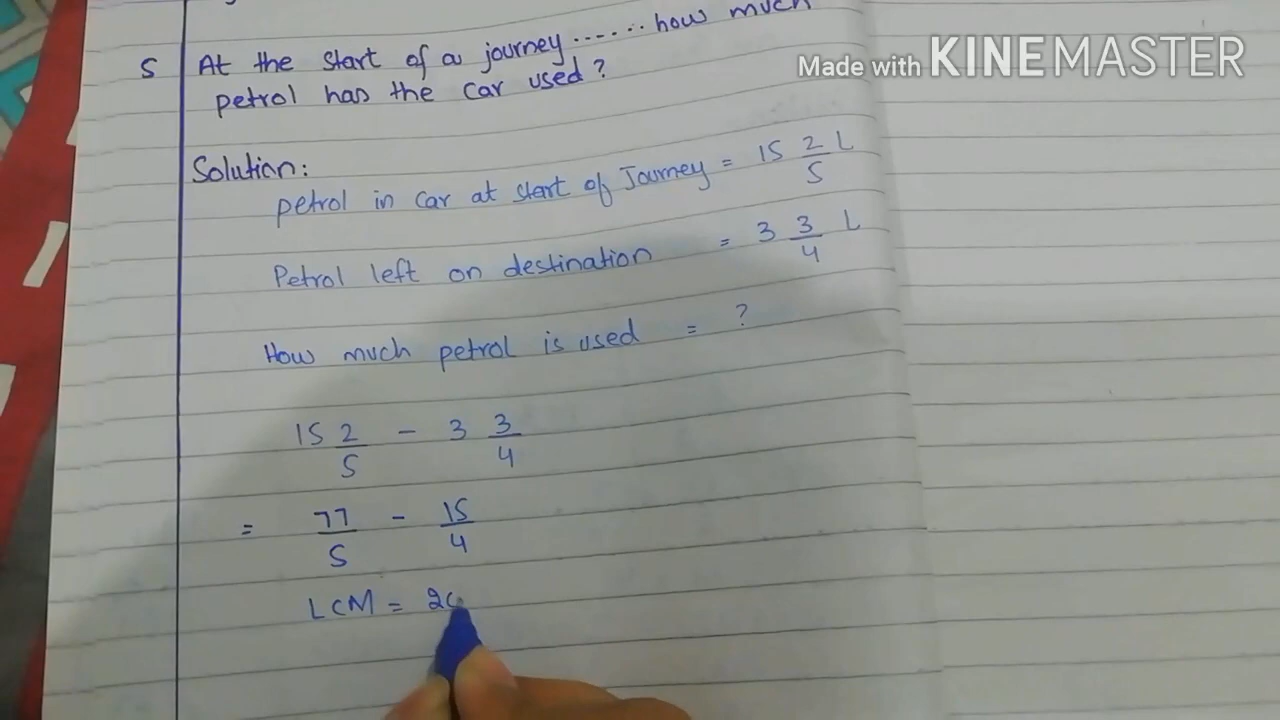 how much
5 At the start of a journey ......
petrol has the car used?
Made with KINEMASTER
Solution:
petrol in car at start of Journey = 15 2/5 L
Petrol left on destination = 3 3/4 L
How much petrol is used = ?
15 2/5 - 3 3/4
= 77/5 - 15/4
LCM = 20